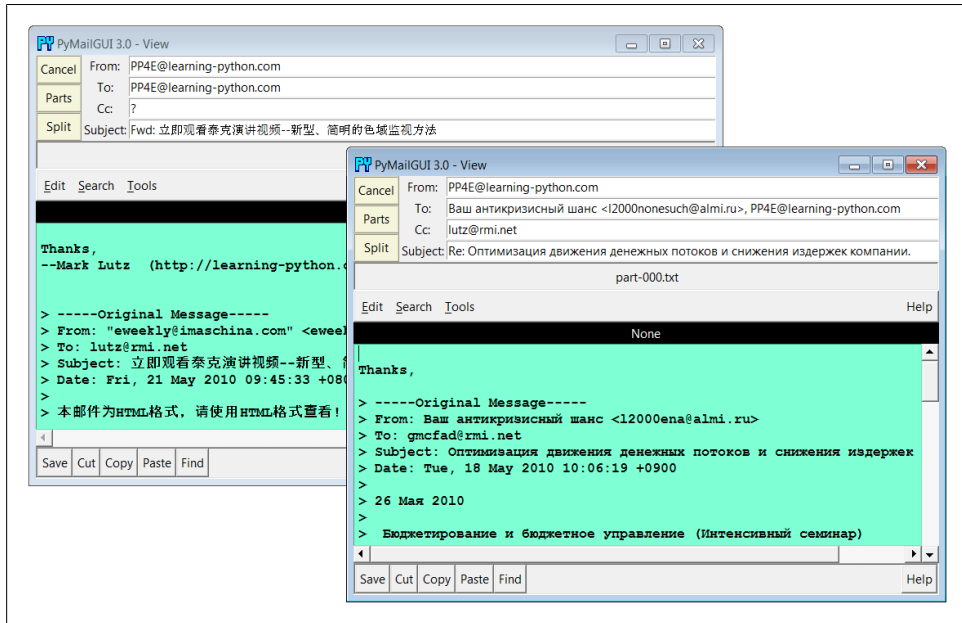 PyMailGUI 3.0 - View
Cancel From: PP4E@learning-python.com
Parts To: PP4E@learning-python.com
Cc: ?
Split Subject: Fwd: 立即观看泰克演讲视频--新型、简明的色域监视方法
Edit Search Tools
Thanks,
--Mark Lutz (http://learning-python.
> -----Original Message-----
> From: "eweekly@imaschina.com" <eweek
> To: lutz@rmi.net
> Subject: 立即观看泰克演讲视频--新型、
> Date: Fri, 21 May 2010 09:45:33 +080
>
> 本邮件为HTML格式，请使用HTML格式查看！
Save Cut Copy Paste Find
PyMailGUI 3.0 - View
Cancel From: PP4E@learning-python.com
To: Ваш антикризисный шанс <l2000nonesuch@almi.ru>, PP4E@learning-python.com
Parts Cc: lutz@rmi.net
Split Subject: Re: Оптимизация движения денежных потоков и снижения издержек компании.
part-000.txt
Edit Search Tools Help
None
Thanks,
> -----Original Message-----
> From: Ваш антикризисный шанс <l2000ena@almi.ru>
> To: gmcfad@rmi.net
> Subject: Оптимизация движения денежных потоков и снижения издержек
> Date: Tue, 18 May 2010 10:06:19 +0900
>
> 26 Мая 2010
>
> Бюджетирование и бюджетное управление (Интенсивный семинар)
Save Cut Copy Paste Find Help